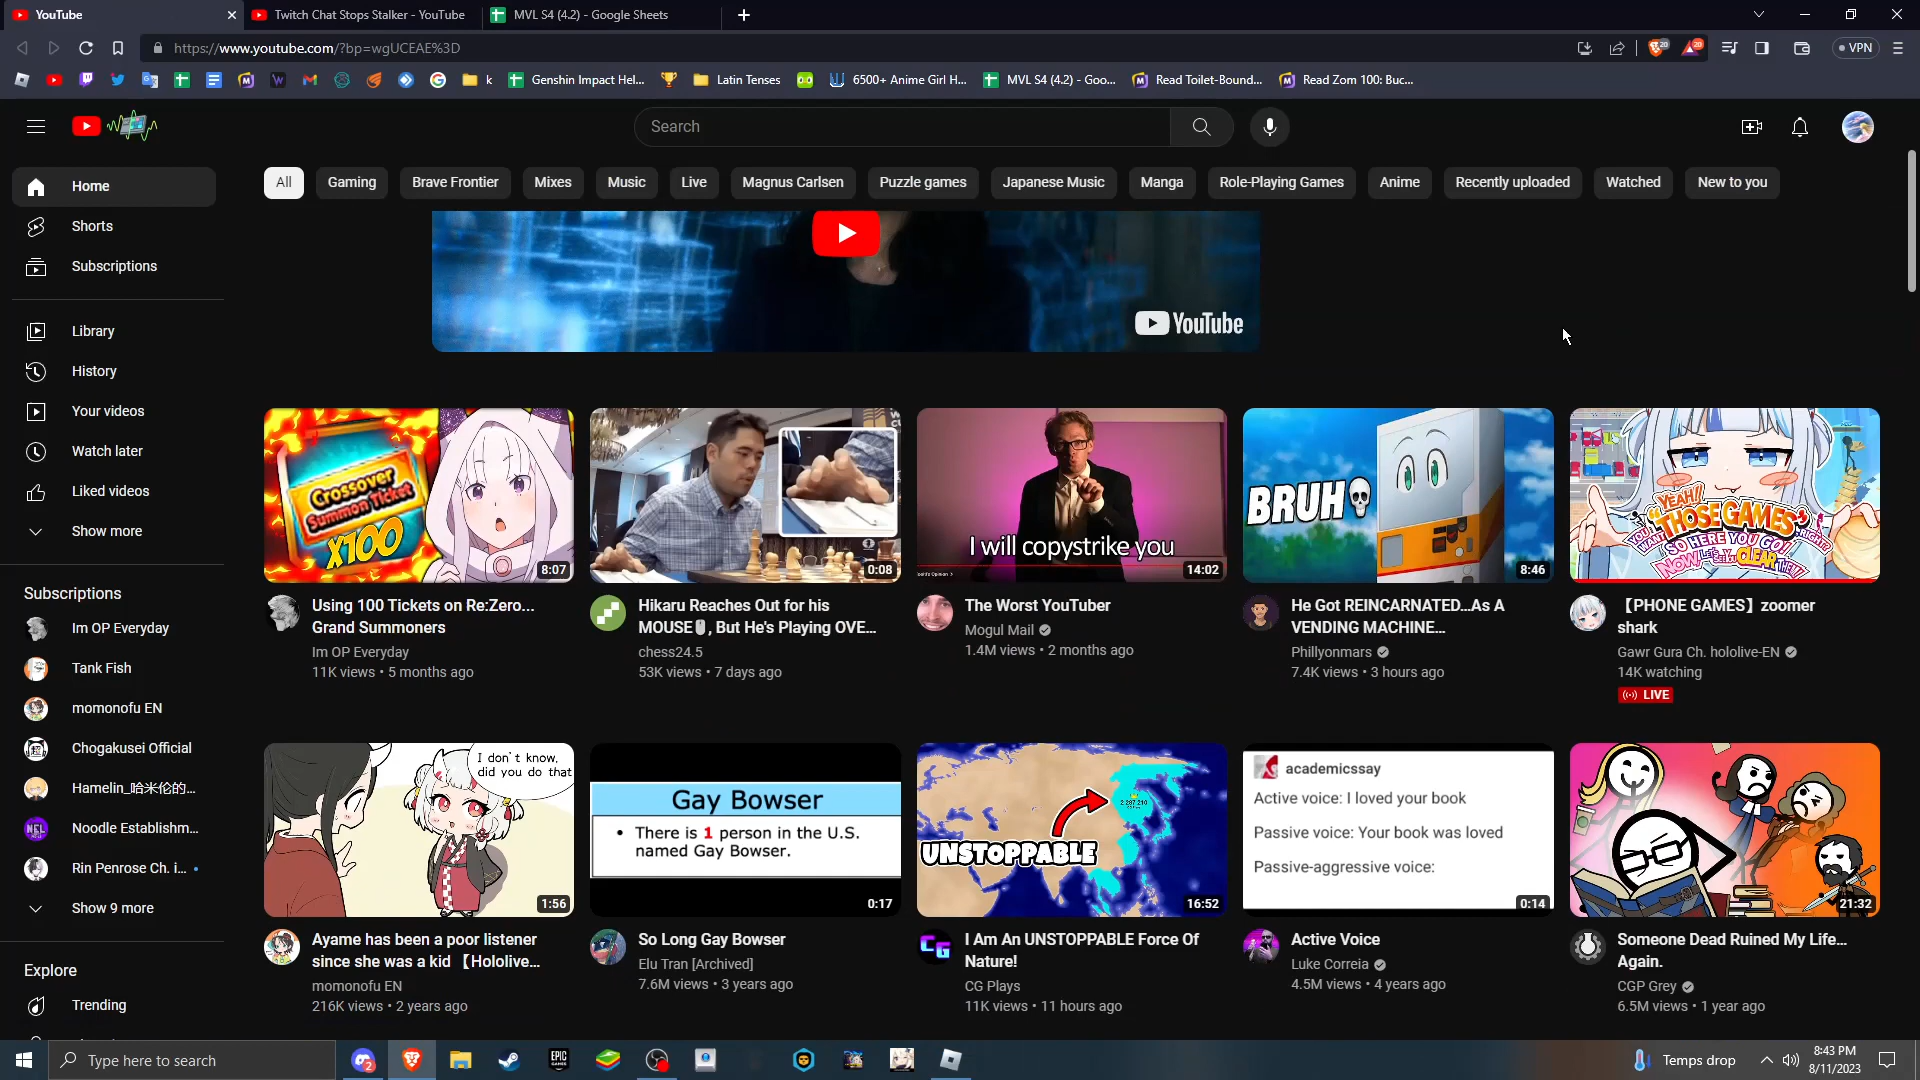 YouTube
Twitch Chat Stops Stalker - YouTube
MVL S4 (4.2) - Google Sheets
https://www.youtube.com/?bp=wgUCEAE%3D
20
20
VPN
k
Genshin Impact Hel...
Latin Tenses
6500+ Anime Girl H...
MVL S4 (4.2) - Goo...
Read Toilet-Bound...
Read Zom 100: Buc...
Search
All
Gaming
Brave Frontier
Mixes
Music
Live
Magnus Carlsen
Puzzle games
Japanese Music
Manga
Role-Playing Games
Anime
Recently uploaded
Watched
New to you
Home
Shorts
Subscriptions
Library
History
Your videos
Watch later
Liked videos
Show more
Subscriptions
Im OP Everyday
Tank Fish
momonofu EN
Chogakusei Official
Hamelin_哈米伦的...
Noodle Establishm...
Rin Penrose Ch. i...
Show 9 more
Explore
Trending
YouTube
Crossover
Summon Ticket
X100
8:07
Using 100 Tickets on Re:Zero...
Grand Summoners
Im OP Everyday
11K views • 5 months ago
0:08
Hikaru Reaches Out for his
MOUSE🖱, But He's Playing OVE...
chess24.5
53K views • 7 days ago
I will copystrike you
14:02
The Worst YouTuber
Mogul Mail
1.4M views • 2 months ago
BRUH
8:46
He Got REINCARNATED...As A
VENDING MACHINE...
Phillyonmars
7.4K views • 3 hours ago
YEAH!!
YOU WANT "THOSE GAMES" RIGHT?
SO HERE YOU GO!
NOW, LET'S SEE YOU CLEAR THEM!
【PHONE GAMES】zoomer
shark
Gawr Gura Ch. hololive-EN
14K watching
LIVE
I don't know,
did you do that
1:56
Ayame has been a poor listener
since she was a kid 【Hololive...
momonofu EN
216K views • 2 years ago
Gay Bowser
• There is 1 person in the U.S.
named Gay Bowser.
0:17
So Long Gay Bowser
Elu Tran [Archived]
7.6M views • 3 years ago
UNSTOPPABLE
16:52
I Am An UNSTOPPABLE Force Of
Nature!
CG Plays
11K views • 11 hours ago
academicssay
Active voice: I loved your book
Passive voice: Your book was loved
Passive-aggressive voice:
0:14
Active Voice
Luke Correia
4.5M views • 4 years ago
21:32
Someone Dead Ruined My Life...
Again.
CGP Grey
6.5M views • 1 year ago
Type here to search
2
EPIC
GAMES
Temps drop
8:43 PM
8/11/2023